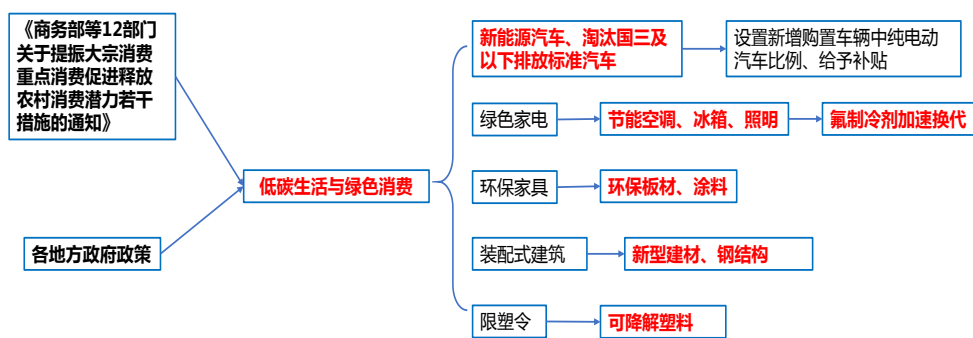 《商务部等12部门
关于提振大宗消费
重点消费促进释放
农村消费潜力若干
措施的通知》
各地方政府政策
低碳生活与绿色消费
新能源汽车、淘汰国三及
以下排放标准汽车
设置新增购置车辆中纯电动
汽车比例、给予补贴
绿色家电
节能空调、冰箱、照明
氟制冷剂加速换代
环保家具
环保板材、涂料
装配式建筑
新型建材、钢结构
限塑令
可降解塑料